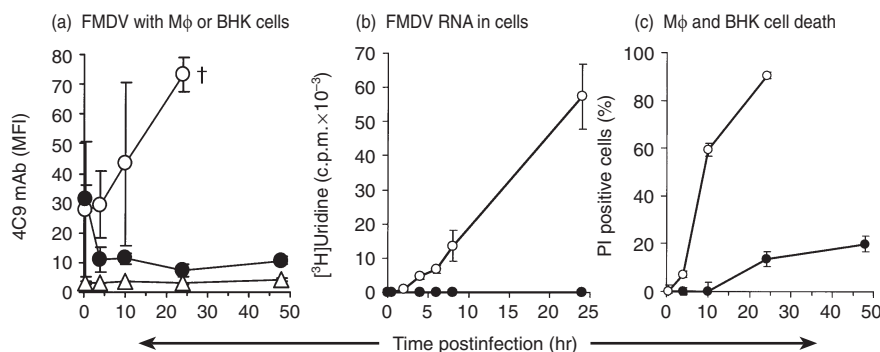 (a) FMDV with Mϕ or BHK cells
(b) FMDV RNA in cells
(c) Mϕ and BHK cell death
4C9 mAb (MFI)
80
70
60
50
40
30
20
10
0
†
0 10 20 30 40 50
[³H]Uridine (c.p.m.×10⁻³)
70
60
50
40
30
20
10
0
0 5 10 15 20 25
PI positive cells (%)
100
80
60
40
20
0
0 10 20 30 40 50
Time postinfection (hr)